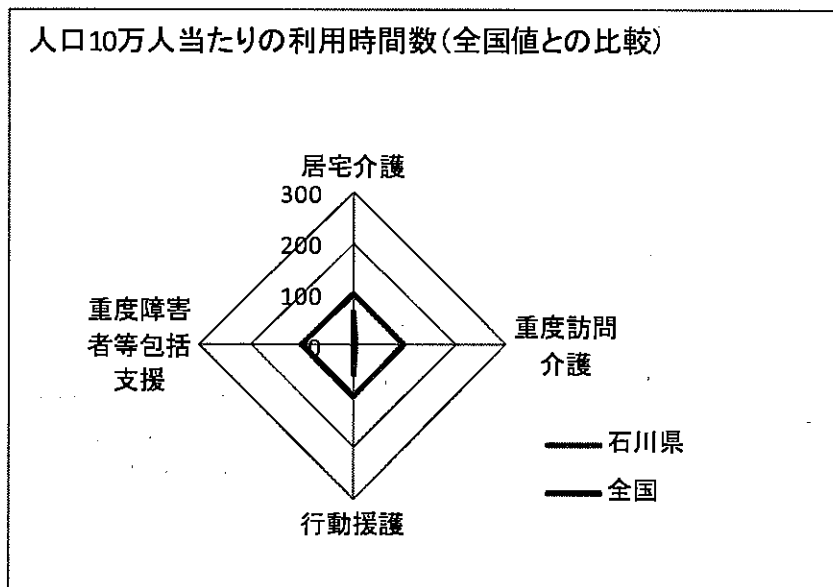 人口10万人当たりの利用時間数(全国値との比較)
居宅介護
300
200
100
0
重度障害
者等包括
支援
重度訪問
介護
行動援護
石川県
全国